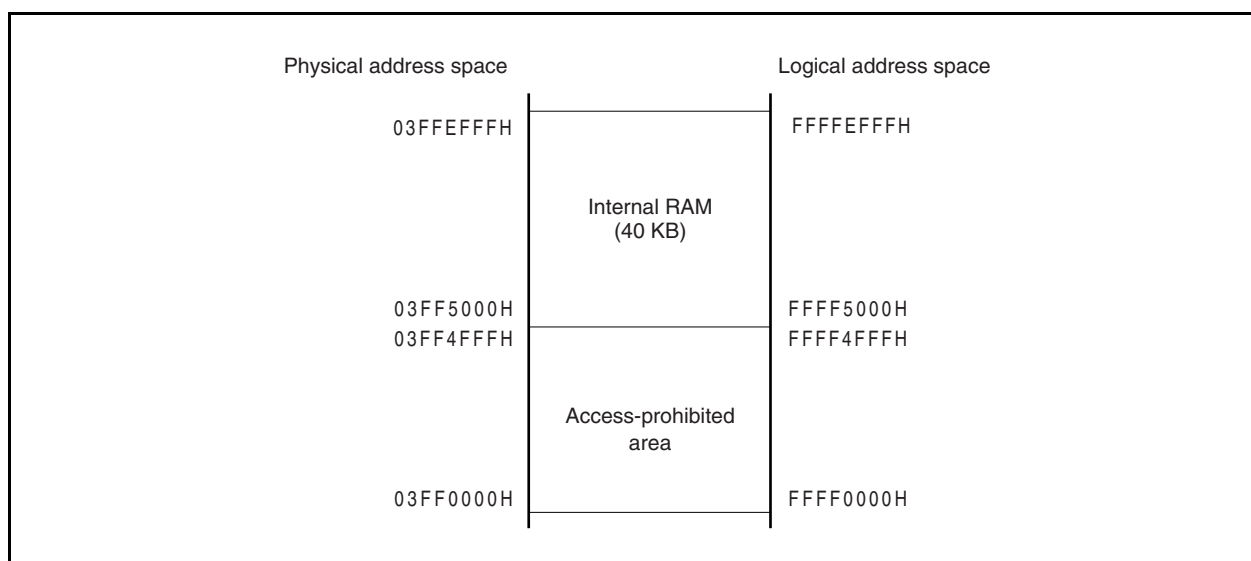 Physical address space
Logical address space
03FFEFFFH
FFFFEFFFH
Internal RAM
(40 KB)
03FF5000H
FFFF5000H
03FF4FFFH
FFFF4FFFH
Access-prohibited
area
03FF0000H
FFFF0000H